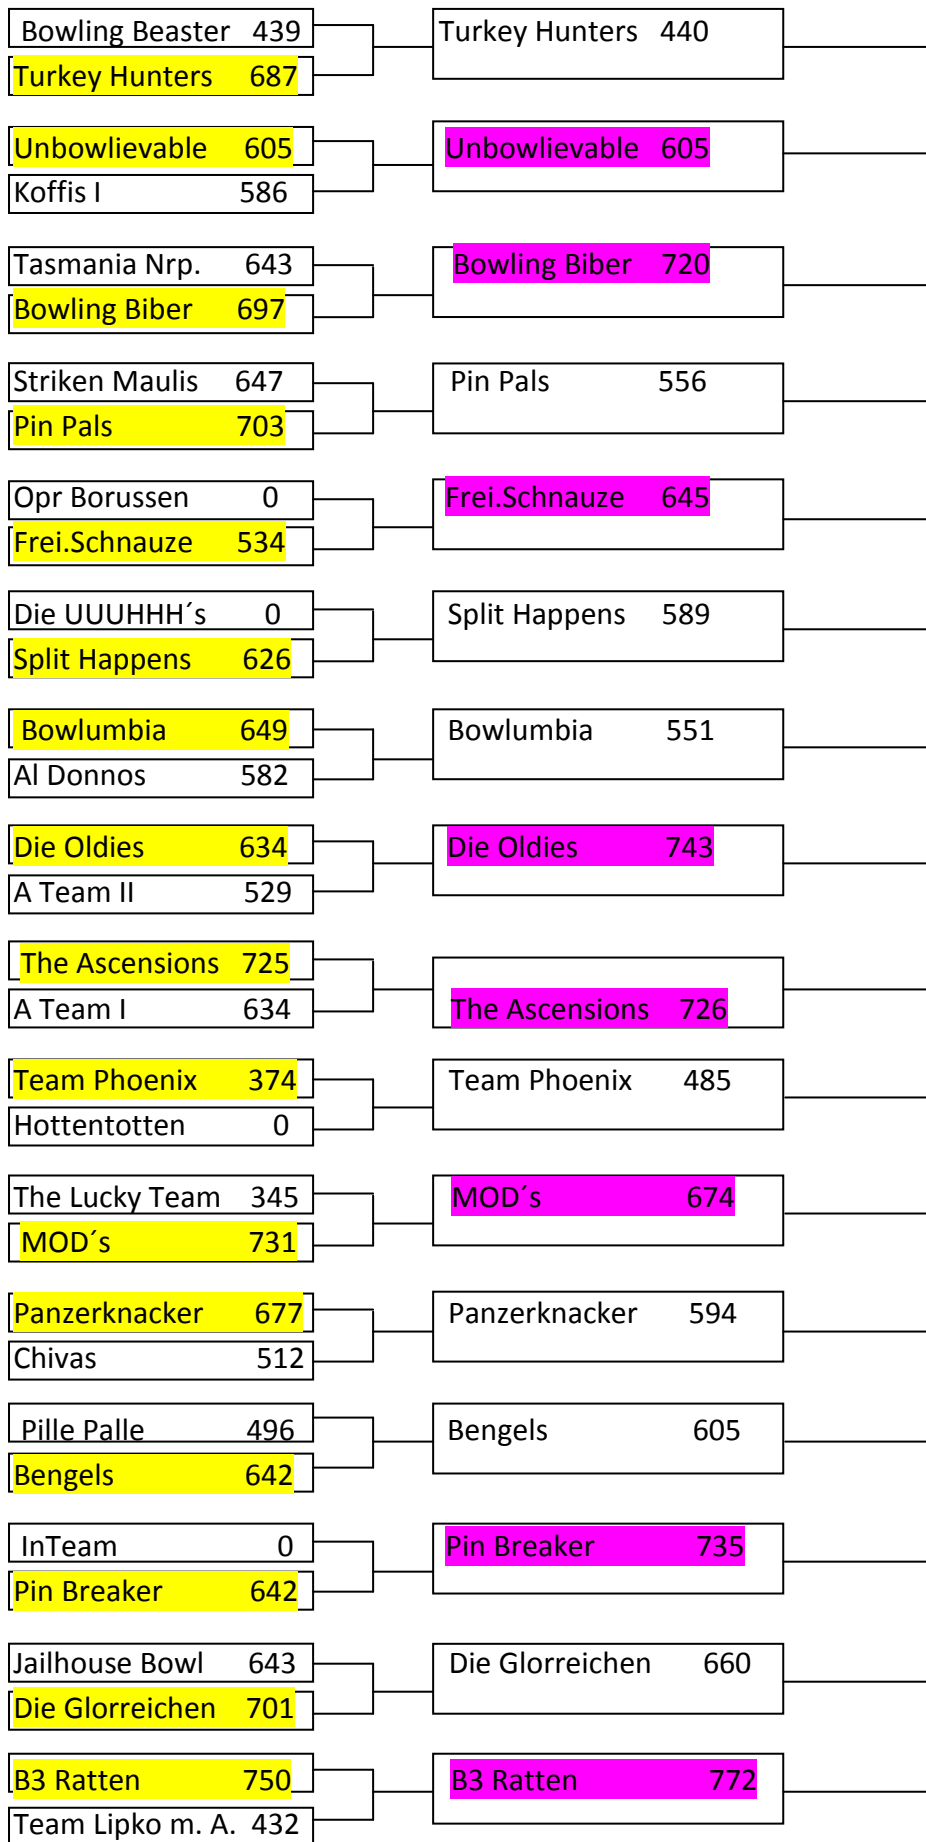 Bowling Beaster 439
Turkey Hunters 687
Turkey Hunters 440
Unbowlievable 605
Koffis I 586
Unbowlievable 605
Tasmania Nrp. 643
Bowling Biber 697
Bowling Biber 720
Striken Maulis 647
Pin Pals 703
Pin Pals 556
Opr Borussen 0
Frei.Schnauze 534
Frei.Schnauze 645
Die UUUHHH´s 0
Split Happens 626
Split Happens 589
Bowlumbia 649
Al Donnos 582
Bowlumbia 551
Die Oldies 634
A Team II 529
Die Oldies 743
The Ascensions 725
A Team I 634
The Ascensions 726
Team Phoenix 374
Hottentotten 0
Team Phoenix 485
The Lucky Team 345
MOD´s 731
MOD´s 674
Panzerknacker 677
Chivas 512
Panzerknacker 594
Pille Palle 496
Bengels 642
Bengels 605
InTeam 0
Pin Breaker 642
Pin Breaker 735
Jailhouse Bowl 643
Die Glorreichen 701
Die Glorreichen 660
B3 Ratten 750
Team Lipko m. A. 432
B3 Ratten 772